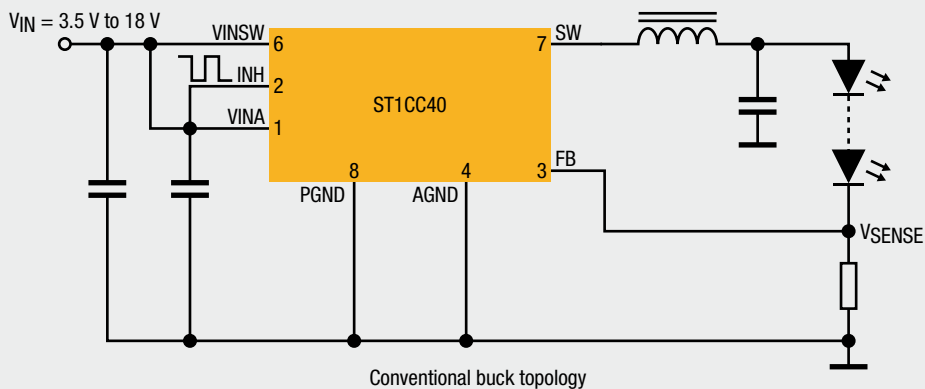 VIN = 3.5 V to 18 V
VINSW
6
7
SW
INH
2
ST1CC40
VINA
1
8
4
3
FB
PGND
AGND
VSENSE
Conventional buck topology